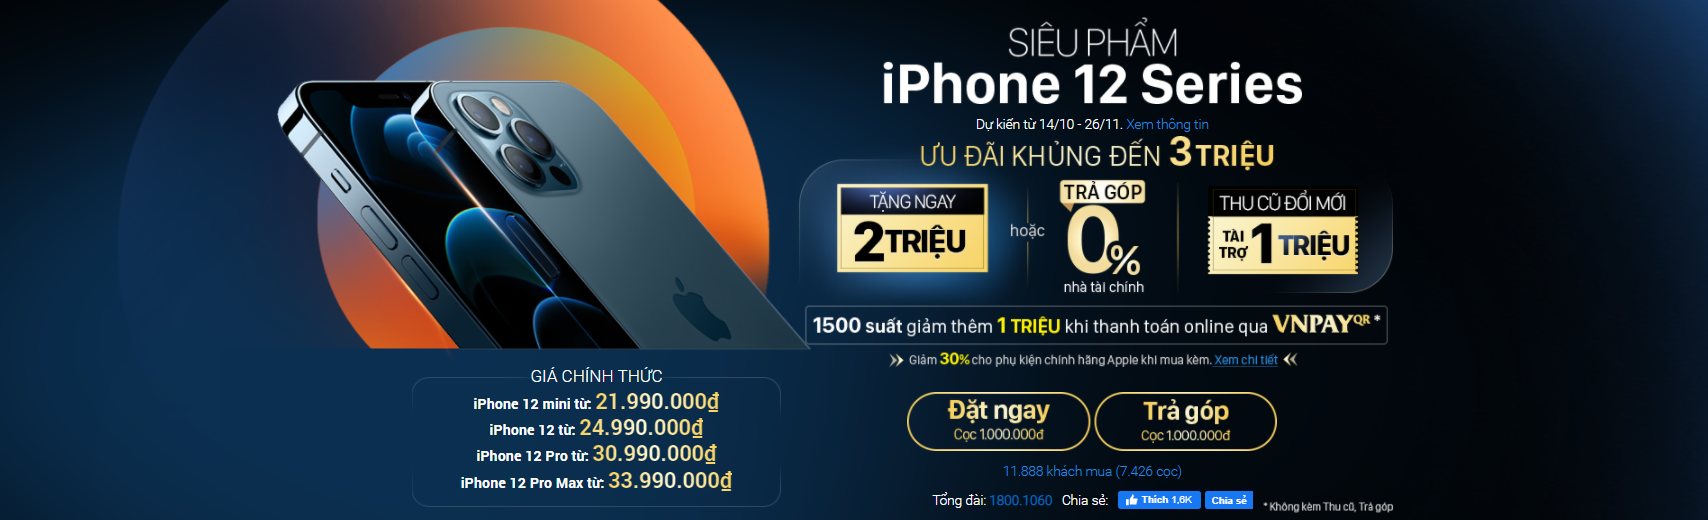 SIÊU PHẨM
iPhone 12 Series
Dự kiến từ 14/10 - 26/11. Xem thông tin
ƯU ĐÃI KHỦNG ĐẾN 3 TRIỆU
TẶNG NGAY
2 TRIỆU
hoặc
TRẢ GÓP
0%
nhà tài chính
THU CŨ ĐỔI MỚI
TÀI TRỢ 1 TRIỆU
1500 suất giảm thêm 1 TRIỆU khi thanh toán online qua VNPAYQR *
Giảm 30% cho phụ kiện chính hãng Apple khi mua kèm. Xem chi tiết
GIÁ CHÍNH THỨC
iPhone 12 mini từ: 21.990.000₫
iPhone 12 từ: 24.990.000₫
iPhone 12 Pro từ: 30.990.000₫
iPhone 12 Pro Max từ: 33.990.000₫
Đặt ngay
Cọc 1.000.000đ
Trả góp
Cọc 1.000.000đ
11.888 khách mua (7.426 cọc)
Tổng đài: 1800.1060 Chia sẻ: Thích 1,6K Chia sẻ
* Không kèm Thu cũ, Trả góp